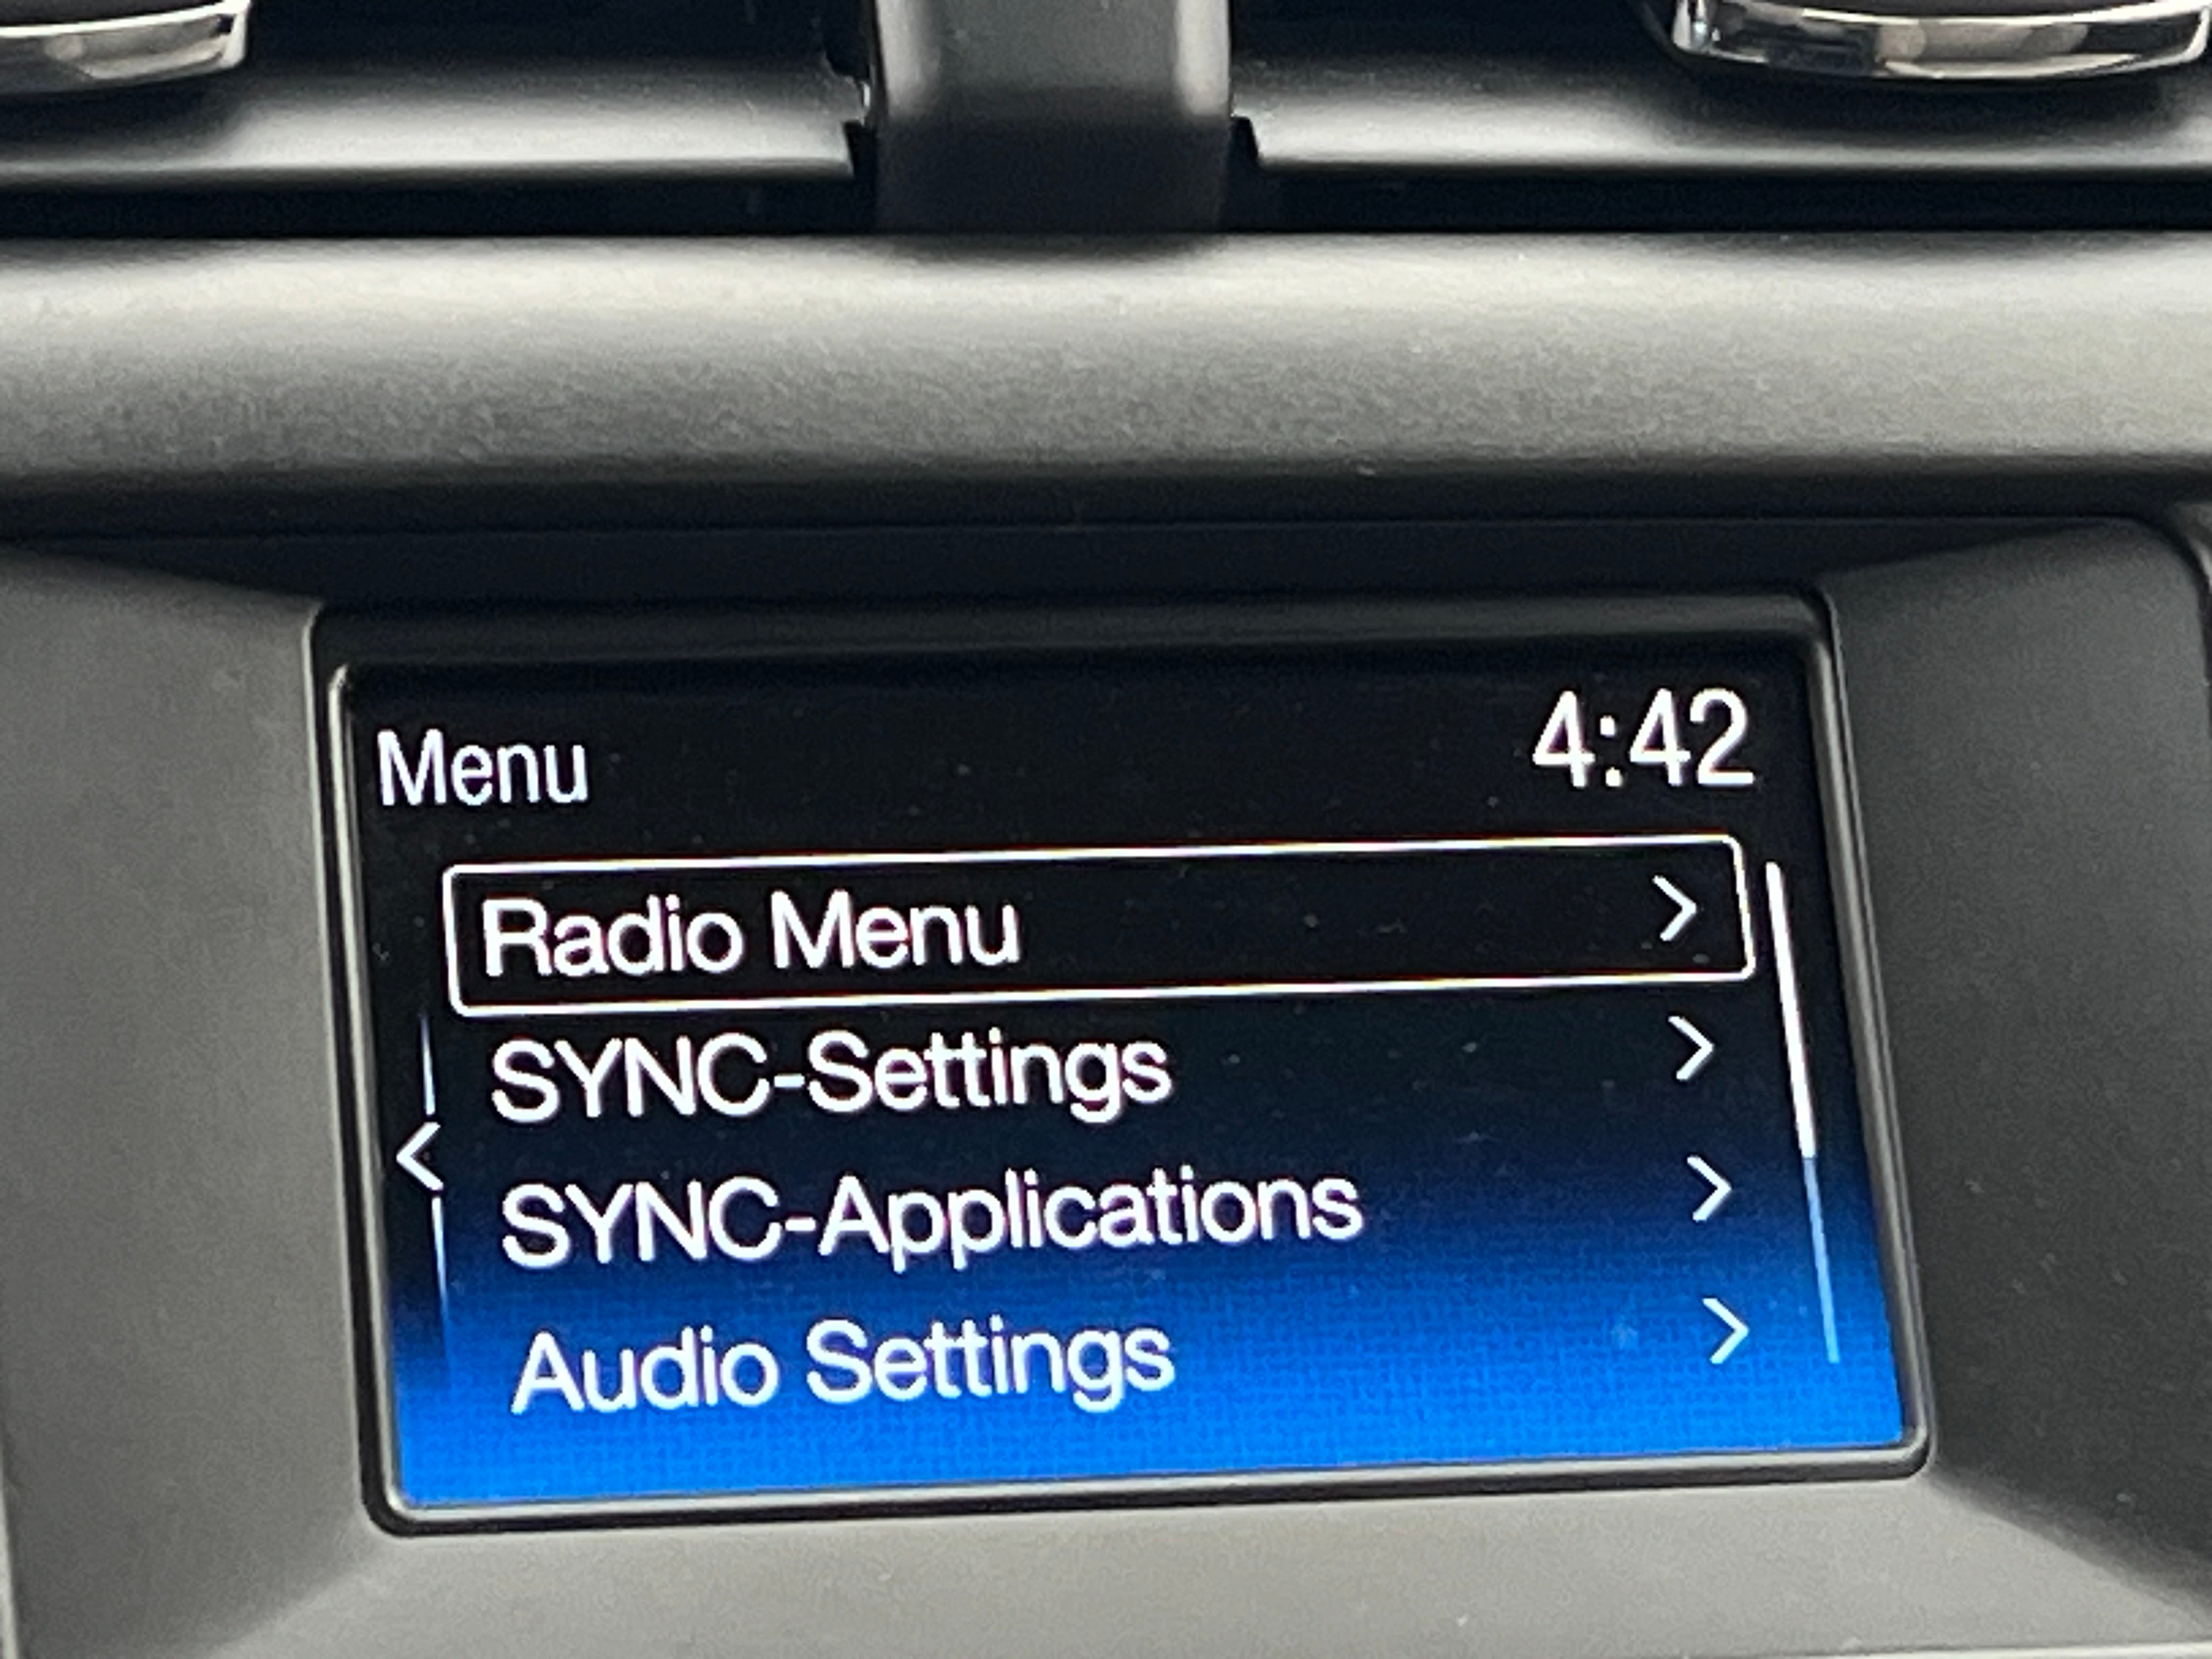 Menu
4:42
Radio Menu
SYNC-Settings
SYNC-Applications
Audio Settings